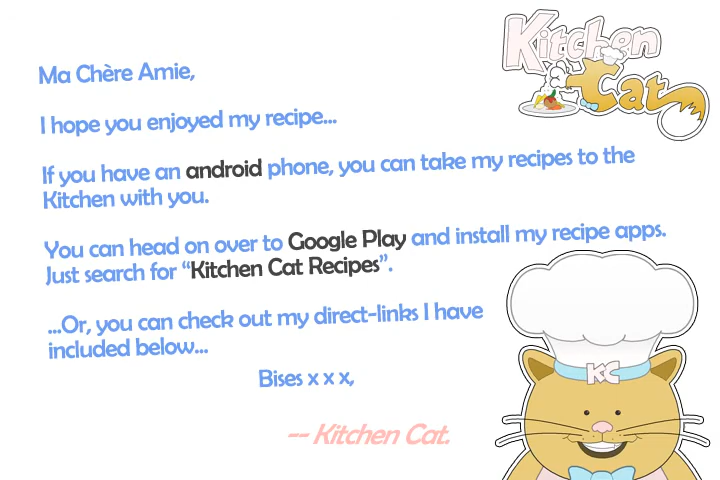 Kitchen
Cat
Ma Chère Amie,
I hope you enjoyed my recipe...
If you have an android phone, you can take my recipes to the
Kitchen with you.
You can head on over to Google Play and install my recipe apps.
Just search for “Kitchen Cat Recipes”.
...Or, you can check out my direct-links I have
included below...
Bises x x x,
-- Kitchen Cat.
KC